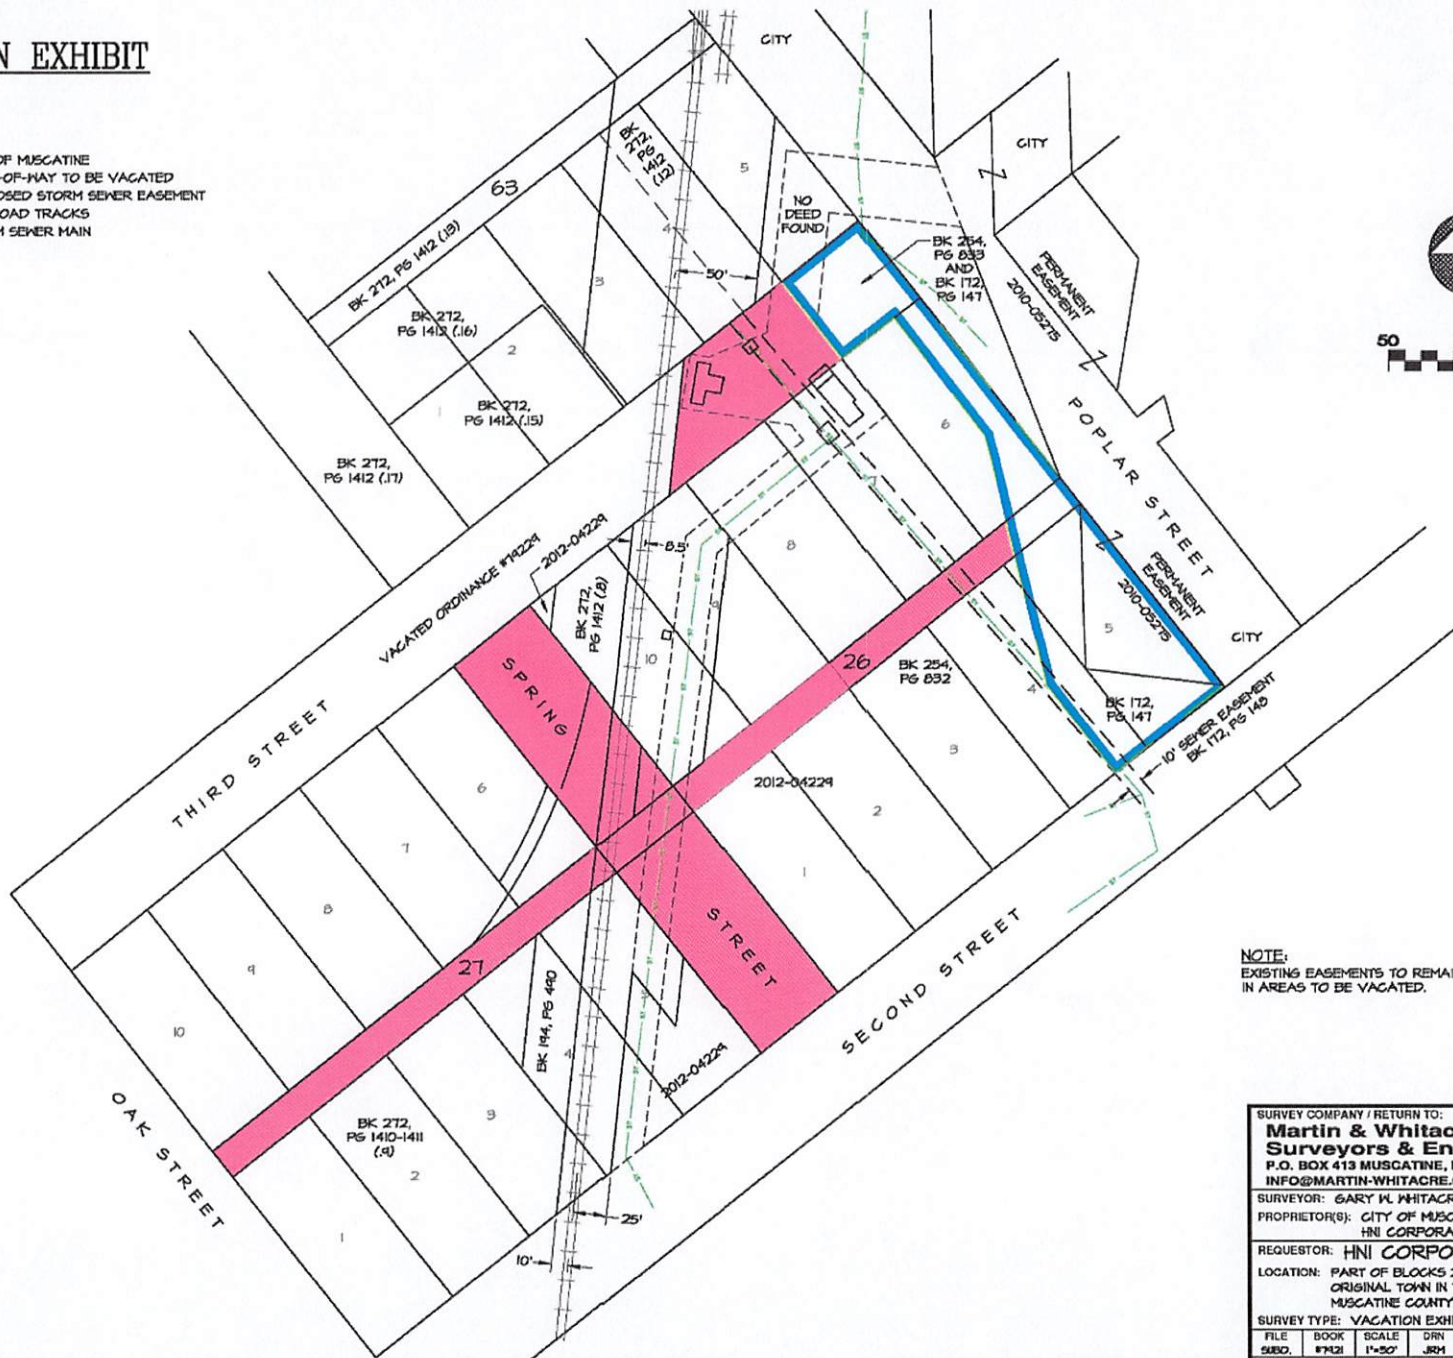 N EXHIBIT
OF MUSCATINE
-OF-WAY TO BE VACATED
OSED STORM SEWER EASEMENT
OAD TRACKS
M SEWER MAIN
CITY
CITY
63
BK 272, PG 1412 (.13)
BK
272,
PG
1412
(.12)
5
4
3
NO
DEED
FOUND
50'
BK 254,
PG 833
AND
BK 172,
PG 147
PERMANENT
EASEMENT
2010-05275
50
BK 272,
PG 1412 (.16)
2
1
BK 272,
PG 1412 (.15)
BK 272,
PG 1412 (.17)
POPLAR STREET
6
7
8
9
10
VACATED ORDINANCE #79229
2012-04229
8.5'
BK 272,
PG 1412 (.8)
PERMANENT
EASEMENT
2010-05275
5
CITY
26
BK 254,
PG 832
4
BK 172,
PG 147
10' SEWER EASEMENT
BK 172, PG 148
SPRING
STREET
THIRD STREET
3
2012-04229
2
1
6
7
8
9
10
27
SECOND STREET
BK 194, PG 490
4
2012-04229
OAK STREET
BK 272,
PG 1410-1411
(.9)
3
2
1
25'
10'
NOTE:
EXISTING EASEMENTS TO REMAI
IN AREAS TO BE VACATED.
SURVEY COMPANY / RETURN TO:
Martin & Whitac
Surveyors & En
P.O. BOX 413 MUSCATINE, I
INFO@MARTIN-WHITACRE.
SURVEYOR: GARY W. WHITACR
PROPRIETOR(S): CITY OF MUSC
HNI CORPORA
REQUESTOR: HNI CORPO
LOCATION: PART OF BLOCKS 2
ORIGINAL TOWN IN
MUSCATINE COUNTY
SURVEY TYPE: VACATION EXHI
FILE BOOK SCALE DRN
SUBD. #7921 1"=50' JRM